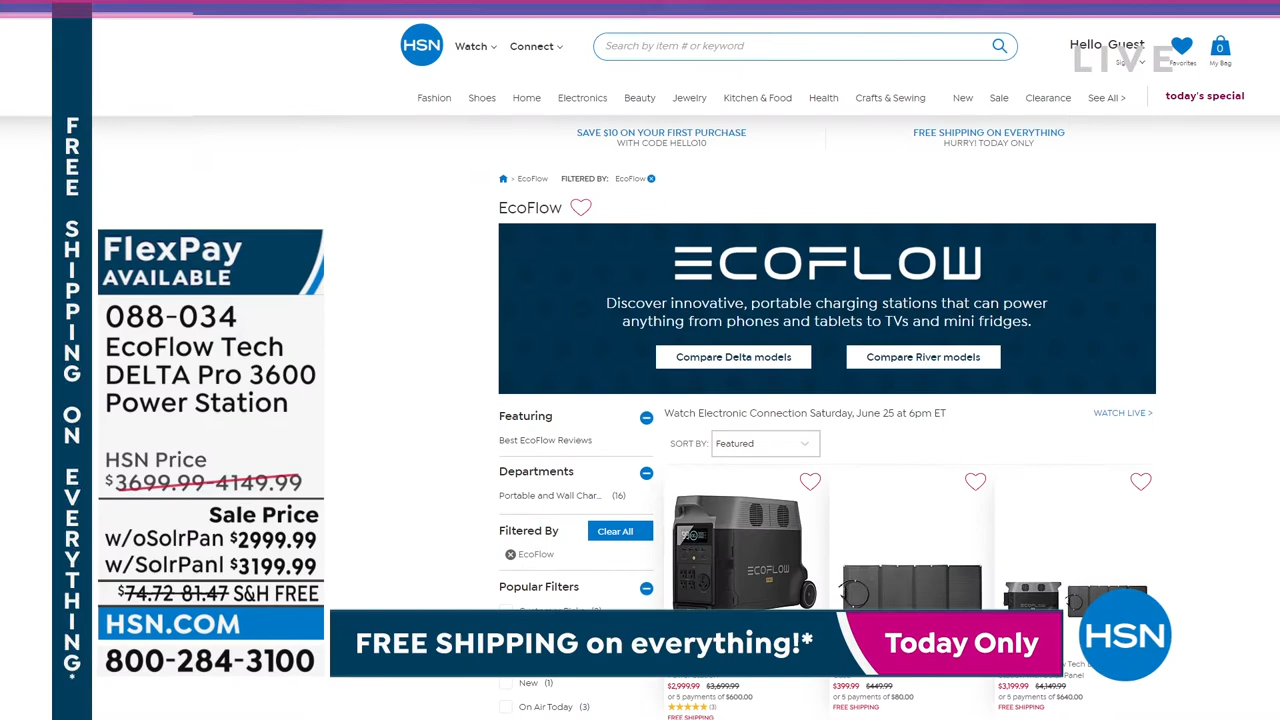 FREE SHIPPING ON EVERYTHING*
FlexPay
AVAILABLE
088-034
EcoFlow Tech
DELTA Pro 3600
Power Station
HSN Price
$3699.99-4149.99
Sale Price
w/oSolrPan $2999.99
w/SolrPanl $3199.99
$74.72-81.47 S&H FREE
HSN.COM
800-284-3100
HSN
Watch
Connect
Search by item # or keyword
Hello, Guest
LIVE
Favorites
0
My Bag
Fashion Shoes Home Electronics Beauty Jewelry Kitchen & Food Health Crafts & Sewing New Sale Clearance See All >
today's special
SAVE $10 ON YOUR FIRST PURCHASE
WITH CODE HELLO10
FREE SHIPPING ON EVERYTHING
HURRY! TODAY ONLY
> EcoFlow FILTERED BY: EcoFlow
EcoFlow
ECOFLOW
Discover innovative, portable charging stations that can power
anything from phones and tablets to TVs and mini fridges.
Compare Delta models
Compare River models
Featuring
Best EcoFlow Reviews
Departments
Portable and Wall Char... (16)
Filtered By
Clear All
EcoFlow
Popular Filters
New (1)
On Air Today (3)
Watch Electronic Connection Saturday, June 25 at 6pm ET
WATCH LIVE >
SORT BY: Featured
ECOFLOW
$2,999.99 $3,699.99
or 5 payments of $600.00
(3)
FREE SHIPPING
$399.99 $449.99
or 5 payments of $80.00
FREE SHIPPING
$3,199.99 $4,149.99
or 5 payments of $640.00
FREE SHIPPING
FREE SHIPPING on everything!*
Today Only
HSN